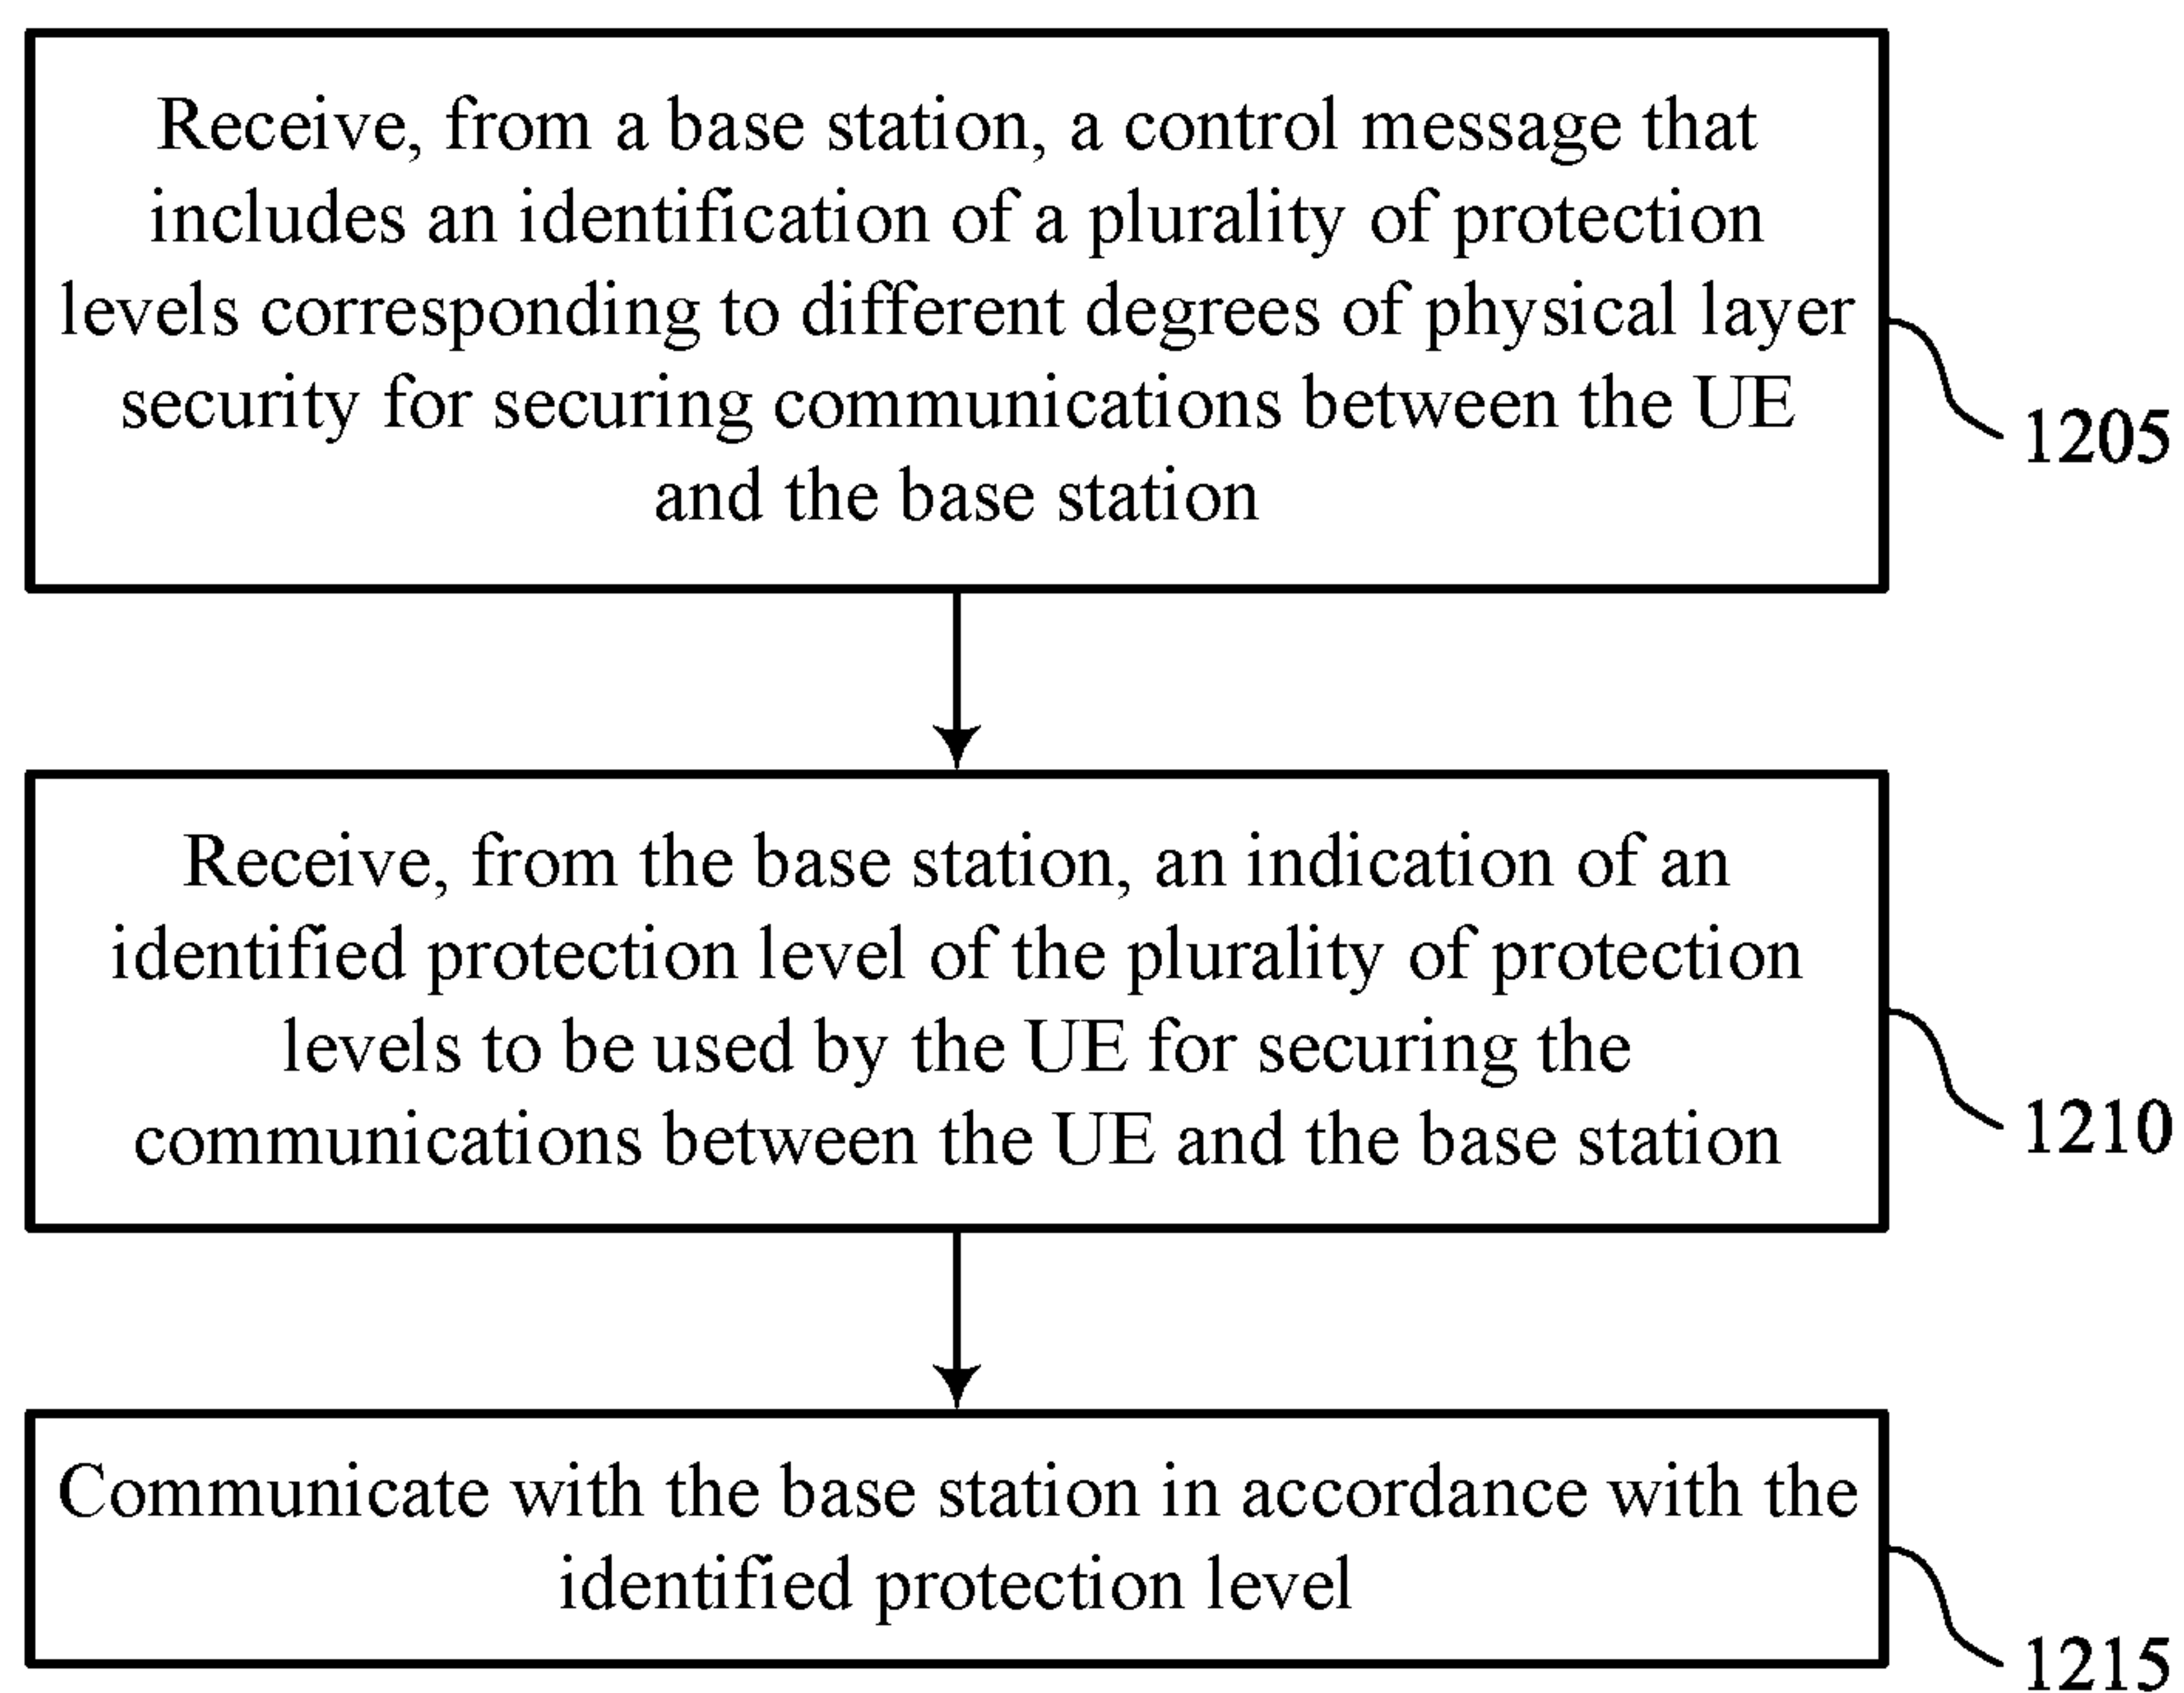 Receive, from a base station, a control message that
includes an identification of a plurality of protection
levels corresponding to different degrees of physical layer
security for securing communications between the UE
and the base station
1205
Receive, from the base station, an indication of an
identified protection level of the plurality of protection
levels to be used by the UE for securing the
communications between the UE and the base station
1210
Communicate with the base station in accordance with the
identified protection level
1215